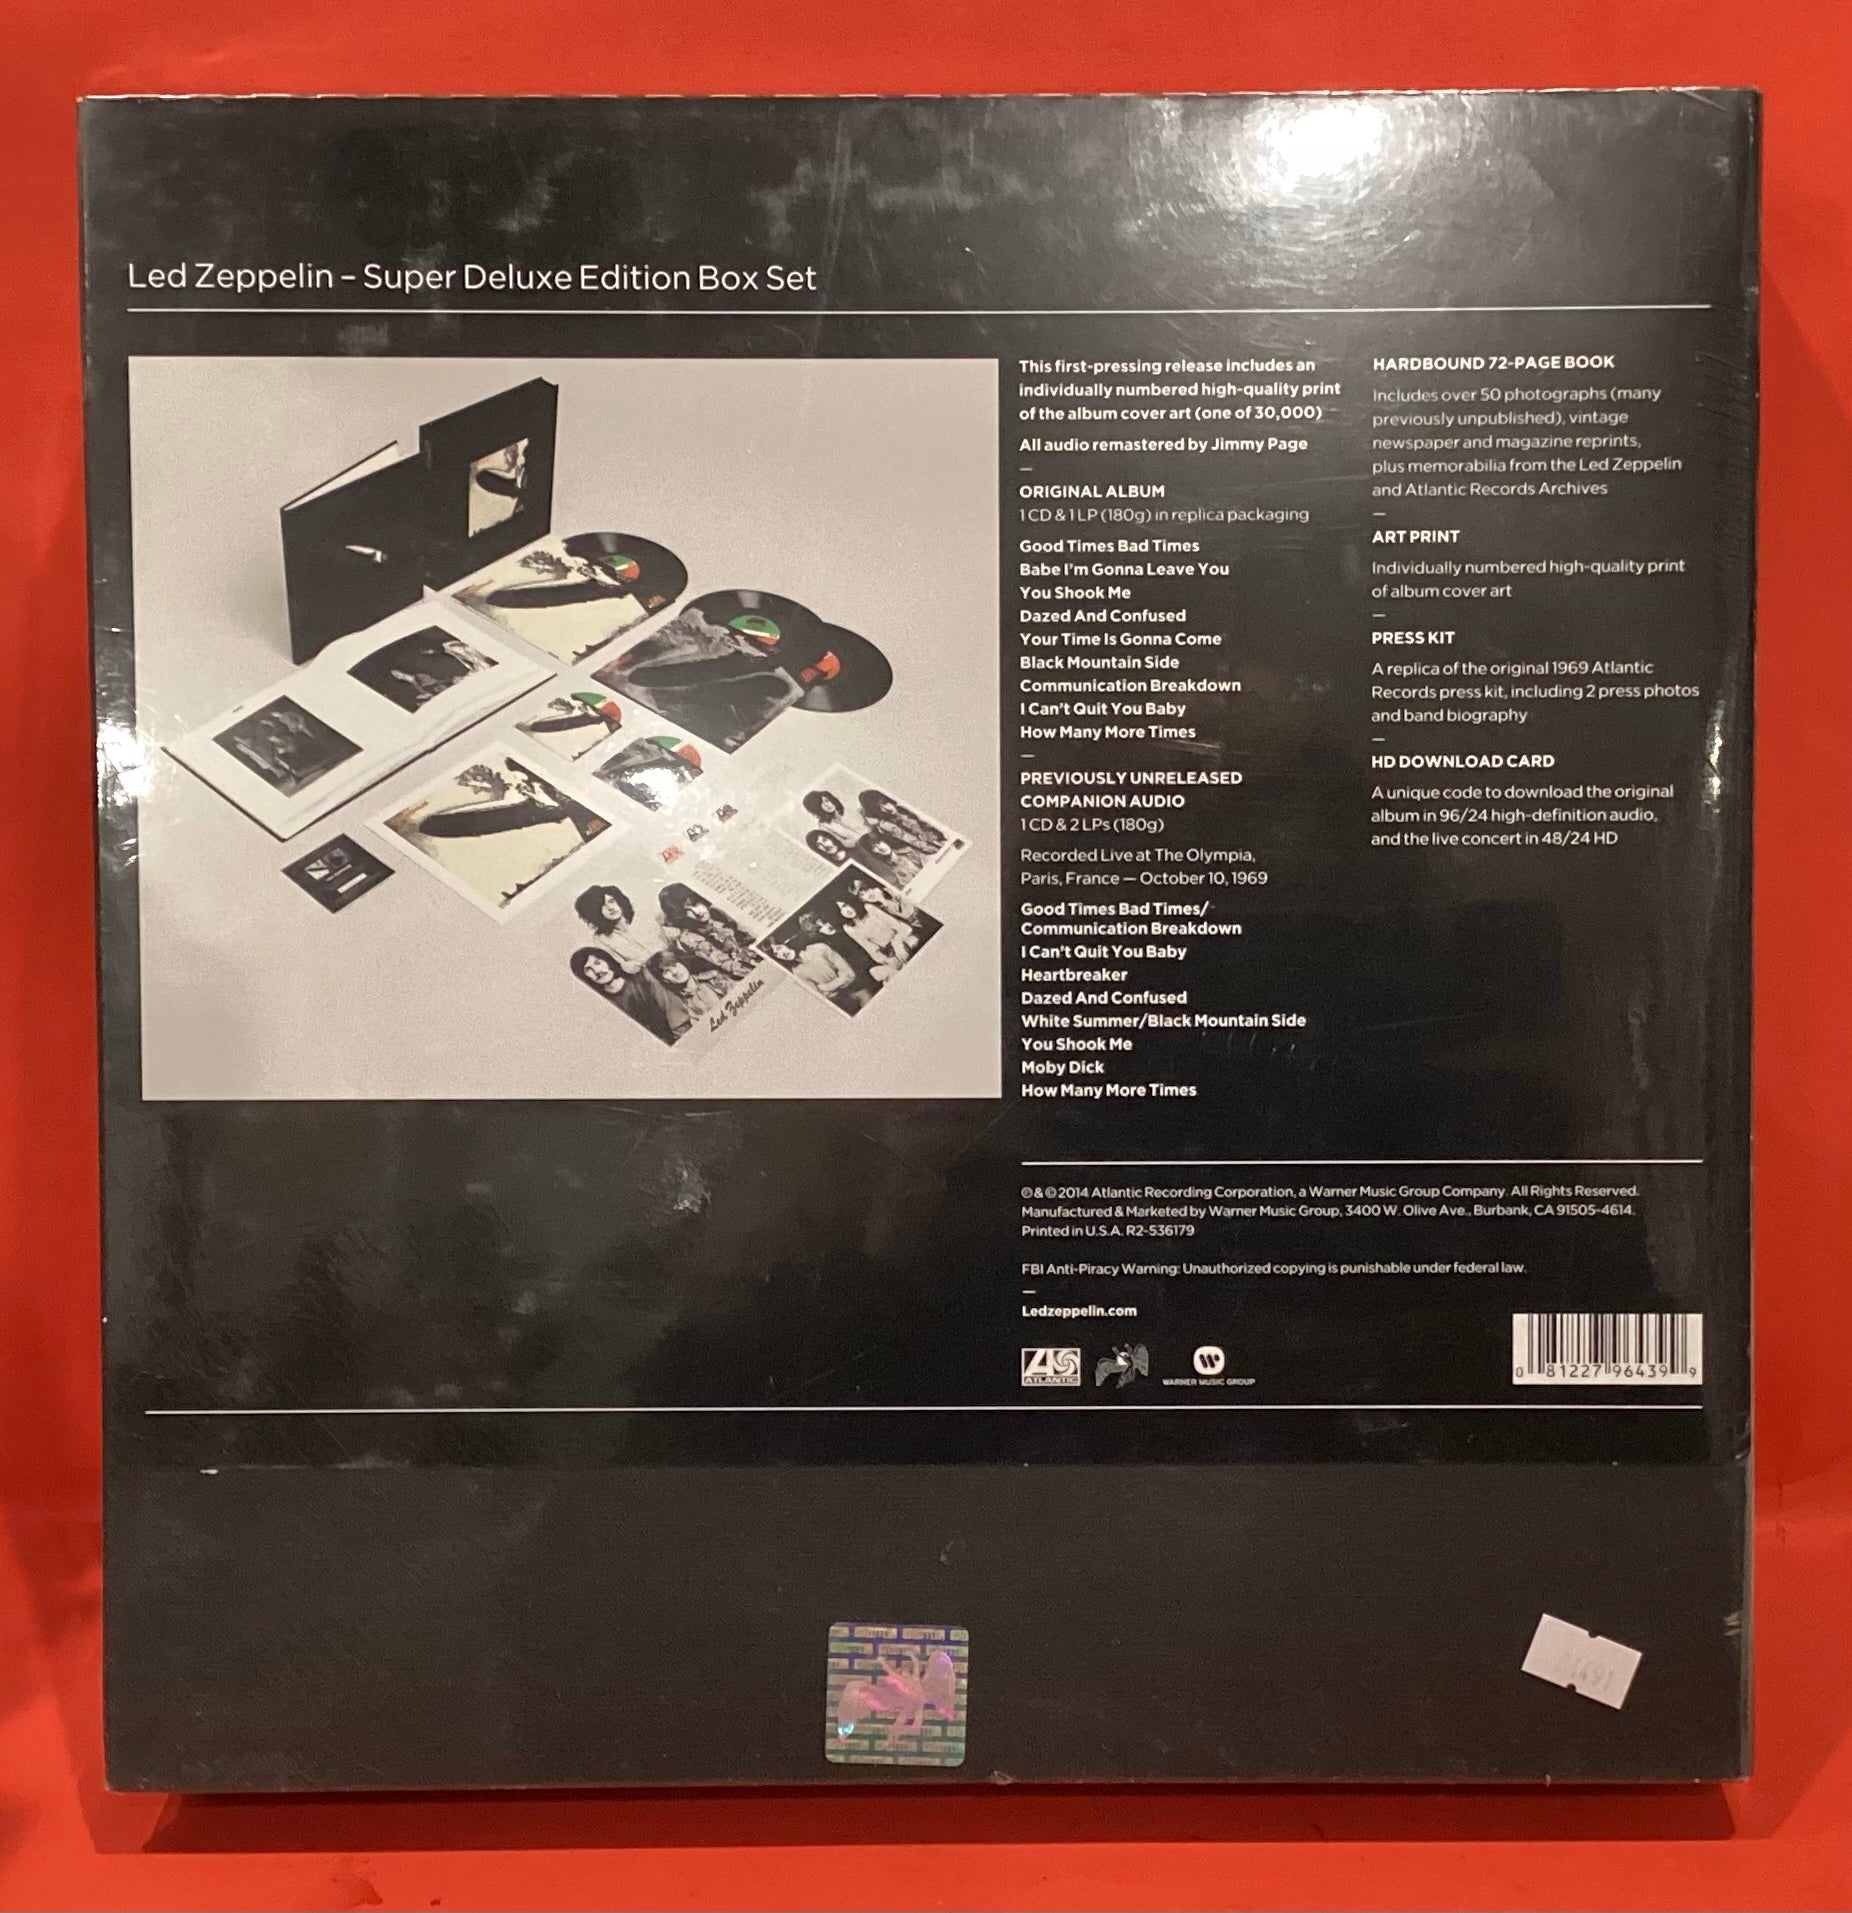 Led Zeppelin – Super Deluxe Edition Box Set
This first-pressing release includes an
individually numbered high-quality print
of the album cover art (one of 30,000)
All audio remastered by Jimmy Page
—
ORIGINAL ALBUM
1 CD & 1 LP (180g) in replica packaging
Good Times Bad Times
Babe I'm Gonna Leave You
You Shook Me
Dazed And Confused
Your Time Is Gonna Come
Black Mountain Side
Communication Breakdown
I Can't Quit You Baby
How Many More Times
—
PREVIOUSLY UNRELEASED
COMPANION AUDIO
1 CD & 2 LPs (180g)
Recorded Live at The Olympia,
Paris, France — October 10, 1969
Good Times Bad Times/
Communication Breakdown
I Can't Quit You Baby
Heartbreaker
Dazed And Confused
White Summer/Black Mountain Side
You Shook Me
Moby Dick
How Many More Times
HARDBOUND 72-PAGE BOOK
Includes over 50 photographs (many
previously unpublished), vintage
newspaper and magazine reprints,
plus memorabilia from the Led Zeppelin
and Atlantic Records Archives
—
ART PRINT
Individually numbered high-quality print
of album cover art
—
PRESS KIT
A replica of the original 1969 Atlantic
Records press kit, including 2 press photos
and band biography
—
HD DOWNLOAD CARD
A unique code to download the original
album in 96/24 high-definition audio,
and the live concert in 48/24 HD
Led Zeppelin
℗ & © 2014 Atlantic Recording Corporation, a Warner Music Group Company. All Rights Reserved.
Manufactured & Marketed by Warner Music Group, 3400 W. Olive Ave., Burbank, CA 91505-4614.
Printed in U.S.A. R2-536179
FBI Anti-Piracy Warning: Unauthorized copying is punishable under federal law.
—
Ledzeppelin.com
ATLANTIC
WARNER MUSIC GROUP
0 81227 96439 9